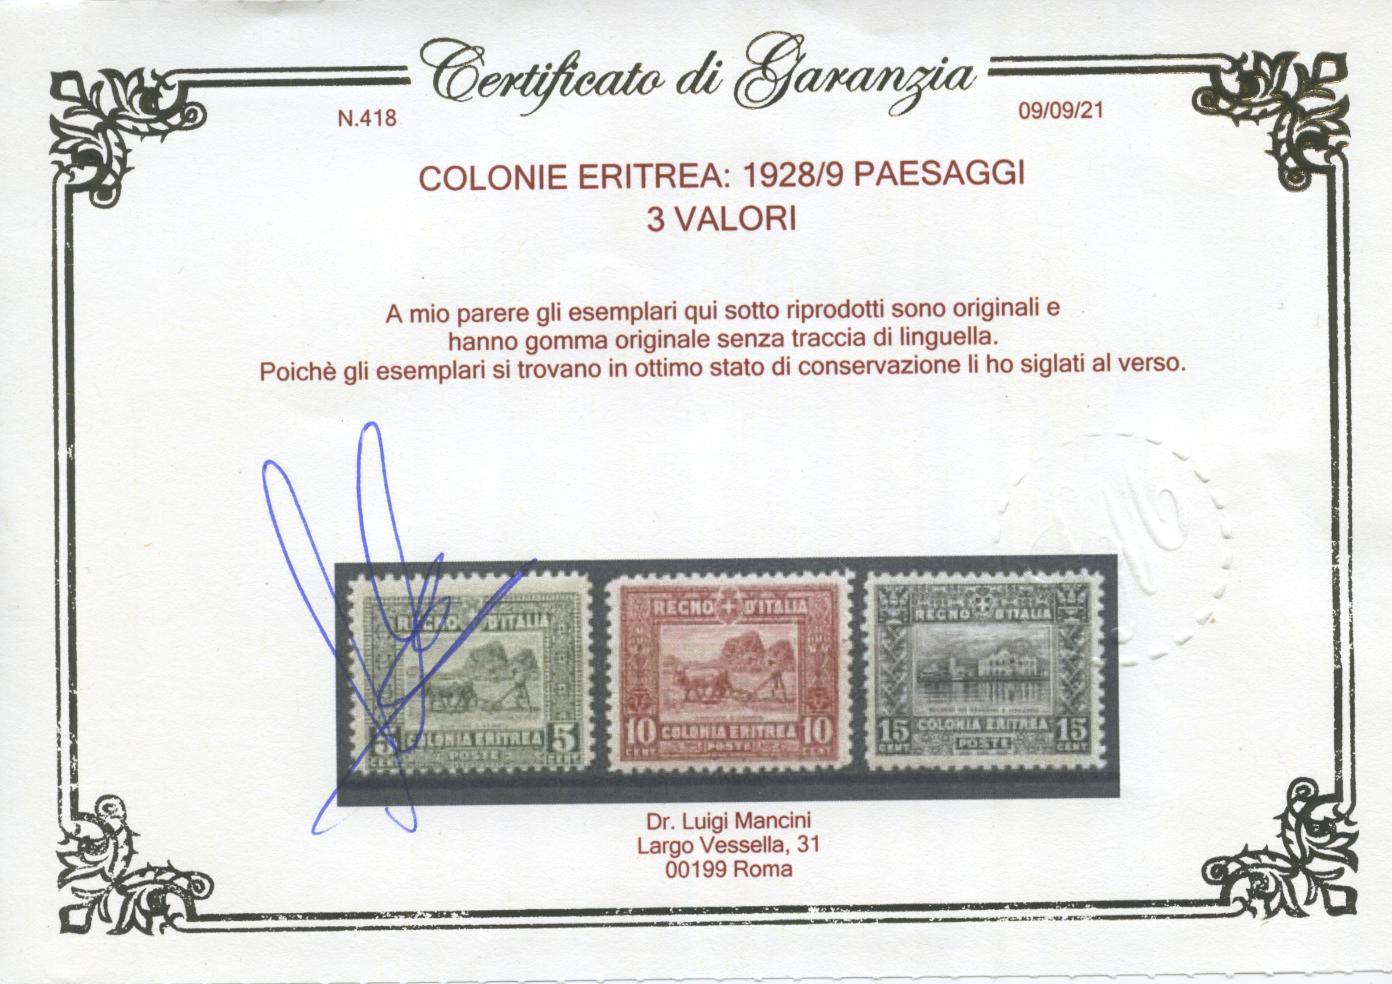 Certificato di Garanzia
N.418
09/09/21
COLONIE ERITREA: 1928/9 PAESAGGI
3 VALORI
A mio parere gli esemplari qui sotto riprodotti sono originali e
hanno gomma originale senza traccia di linguella.
Poichè gli esemplari si trovano in ottimo stato di conservazione li ho siglati al verso.
REGNO D'ITALIA
5 COLONIA ERITREA 5
CENT POSTE CENT
REGNO D'ITALIA
10 COLONIA ERITREA 10
CENT POSTE CENT
REGNO D'ITALIA
15 COLONIA ERITREA 15
CENT POSTE CENT
Dr. Luigi Mancini
Largo Vessella, 31
00199 Roma